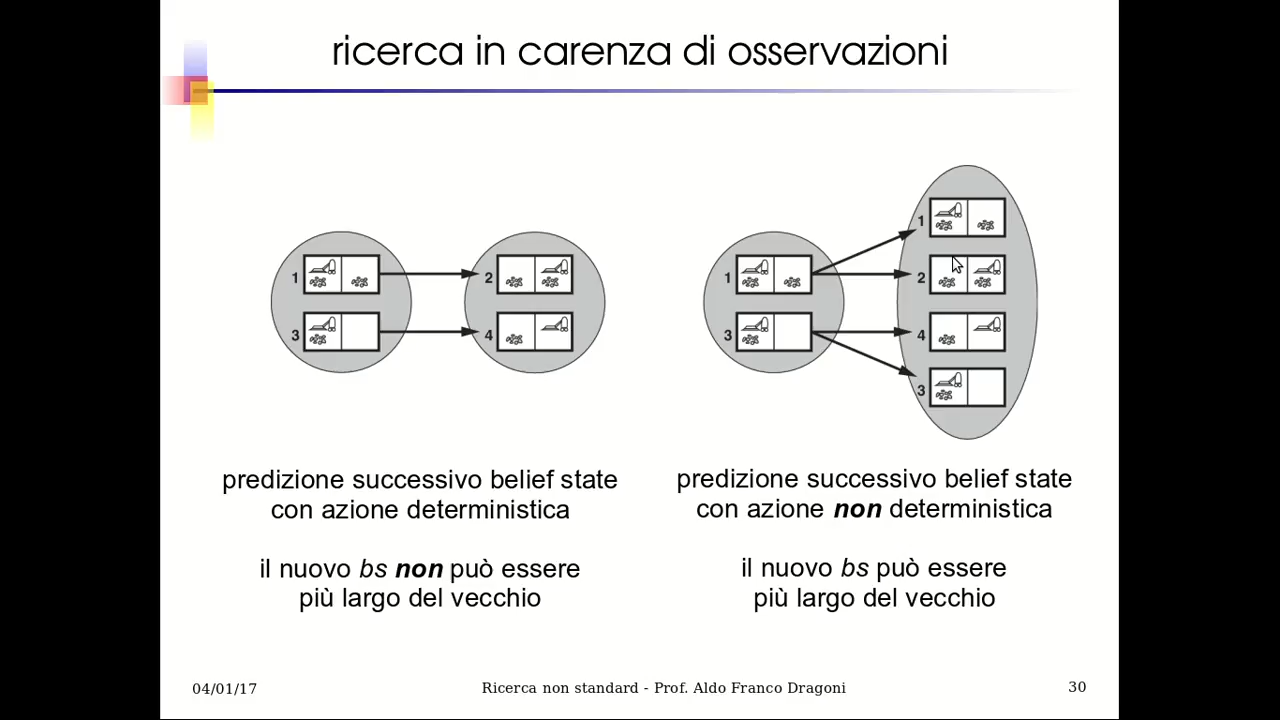 ricerca in carenza di osservazioni
1
3
2
4
1
3
1
2
4
3
predizione successivo belief state
con azione deterministica
il nuovo bs non può essere
più largo del vecchio
predizione successivo belief state
con azione non deterministica
il nuovo bs può essere
più largo del vecchio
04/01/17
Ricerca non standard - Prof. Aldo Franco Dragoni
30